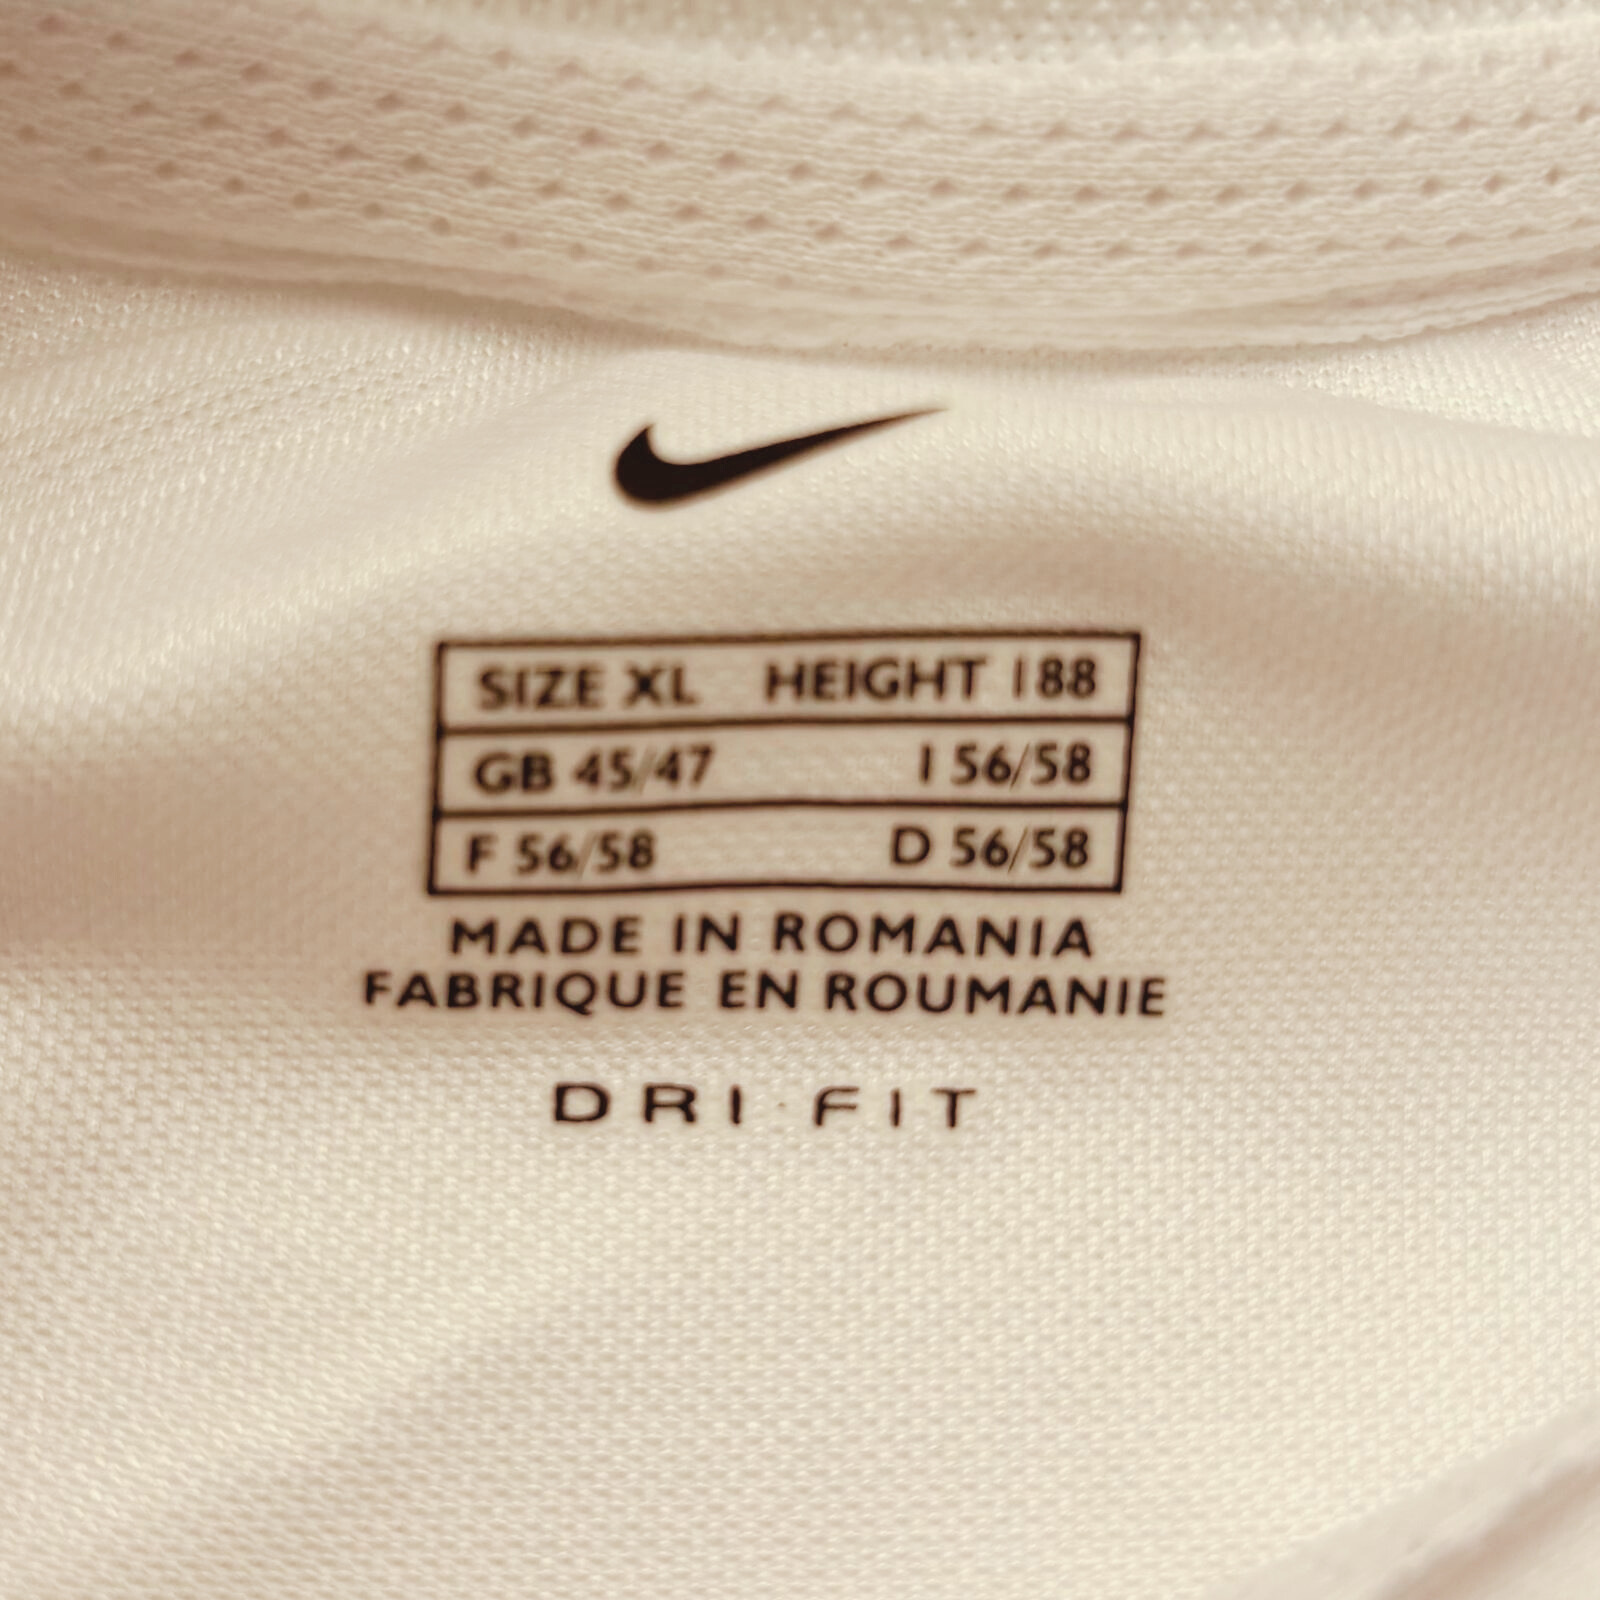 SIZE XL HEIGHT 188
GB 45/47 I 56/58
F 56/58 D 56/58
MADE IN ROMANIA
FABRIQUE EN ROUMANIE
DRI·FIT